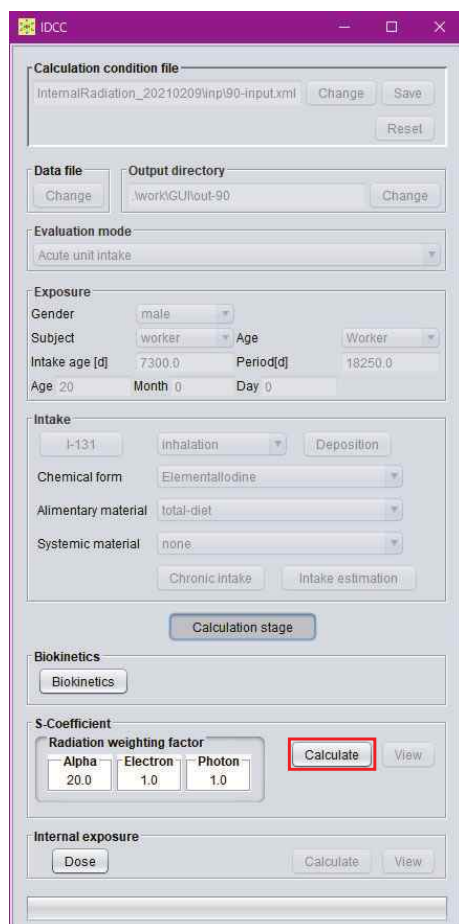 IDCC
Calculation condition file
InternalRadiation_20210209\inp\90-input.xml Change Save
Reset
Data file Output directory
Change .\work\GUI\out-90 Change
Evaluation mode
Acute unit intake
Exposure
Gender male
Subject worker Age Worker
Intake age [d] 7300.0 Period[d] 18250.0
Age 20 Month 0 Day 0
Intake
I-131 inhalation Deposition
Chemical form ElementalIodine
Alimentary material total-diet
Systemic material none
Chronic intake Intake estimation
Calculation stage
Biokinetics
Biokinetics
S-Coefficient
Radiation weighting factor
Alpha Electron Photon Calculate View
20.0 1.0 1.0
Internal exposure
Dose Calculate View